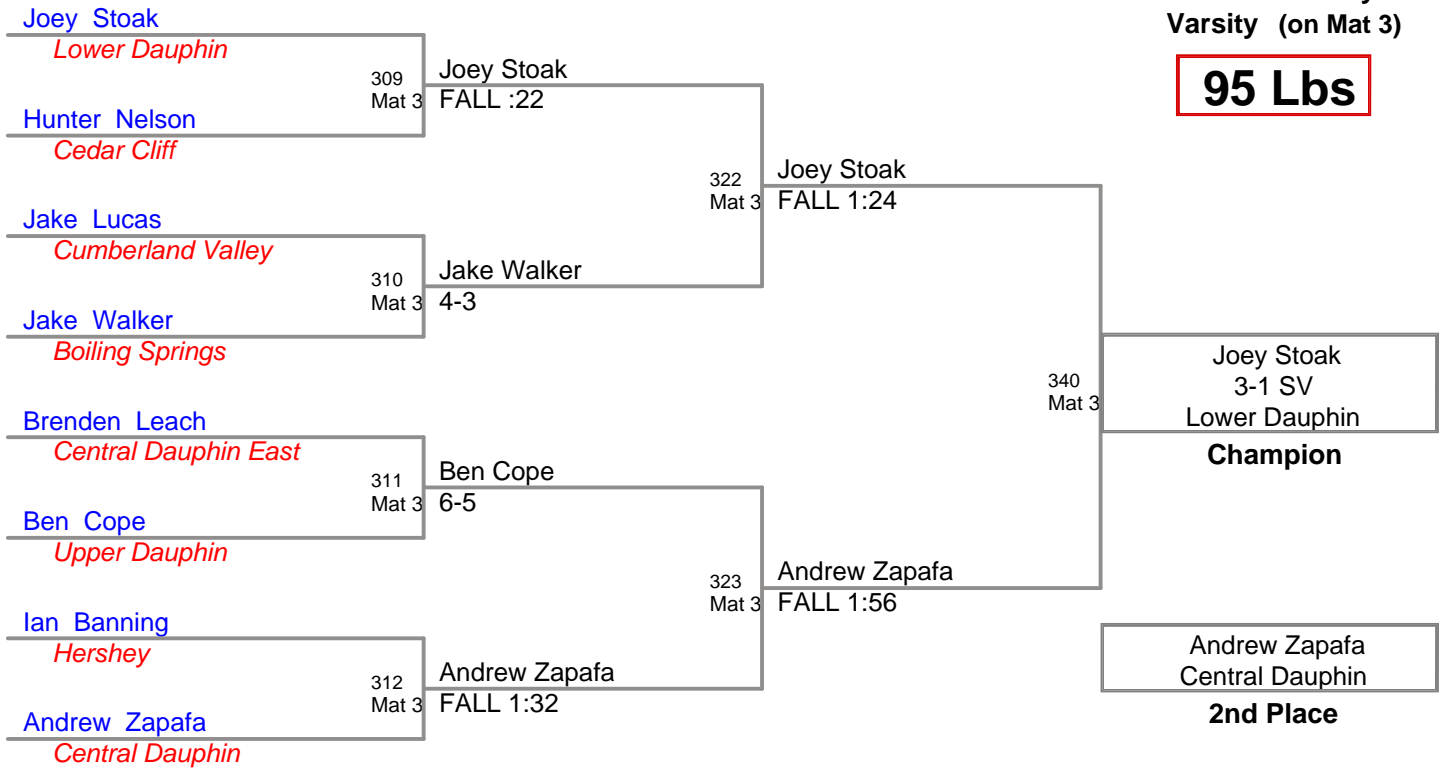 Varsity (on Mat 3)
95 Lbs
Joey Stoak
Lower Dauphin
Hunter Nelson
Cedar Cliff
Jake Lucas
Cumberland Valley
Jake Walker
Boiling Springs
Brenden Leach
Central Dauphin East
Ben Cope
Upper Dauphin
Ian Banning
Hershey
Andrew Zapafa
Central Dauphin
309
Mat 3
Joey Stoak
FALL :22
310
Mat 3
Jake Walker
4-3
311
Mat 3
Ben Cope
6-5
312
Mat 3
Andrew Zapafa
FALL 1:32
322
Mat 3
Joey Stoak
FALL 1:24
323
Mat 3
Andrew Zapafa
FALL 1:56
340
Mat 3
Joey Stoak
3-1 SV
Lower Dauphin
Champion
Andrew Zapafa
Central Dauphin
2nd Place